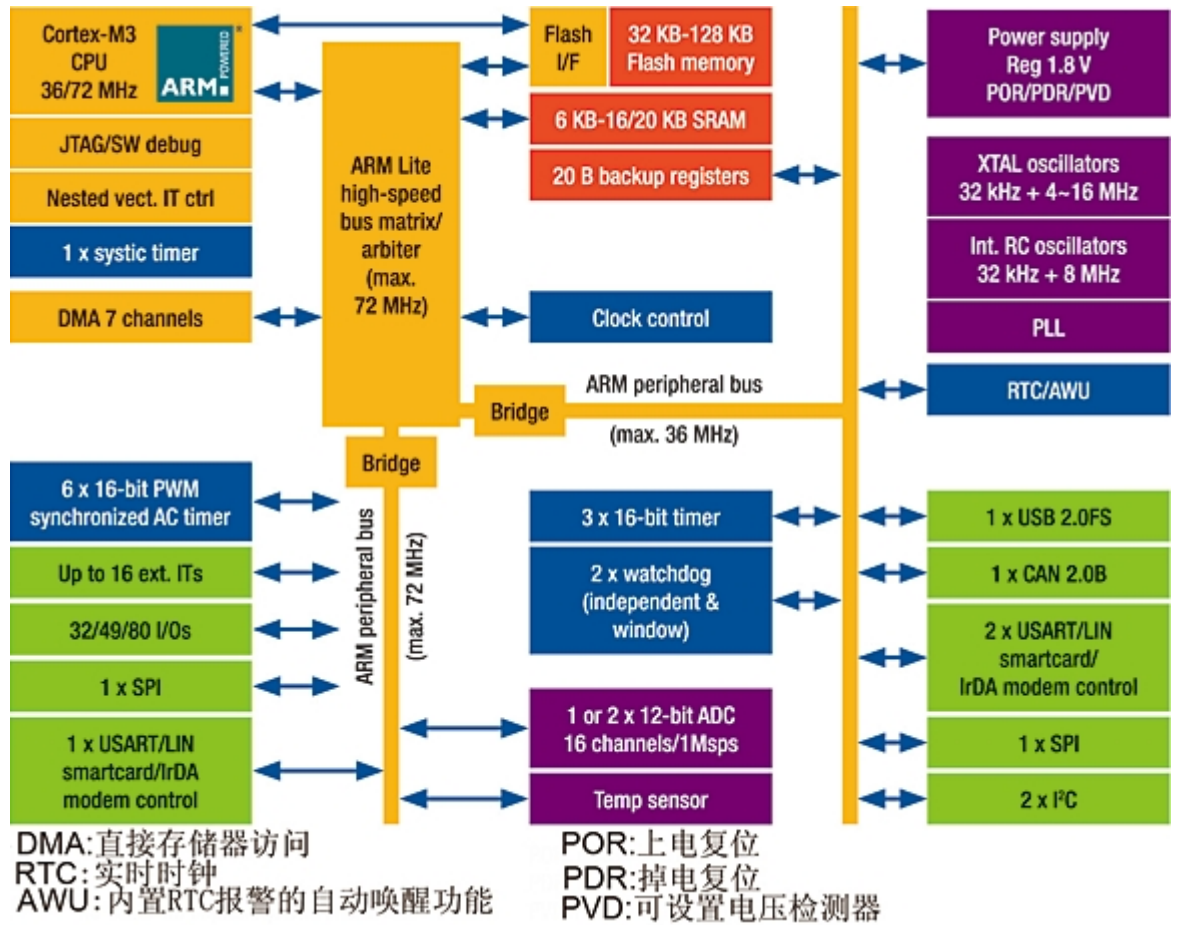 Cortex-M3
CPU
36/72 MHz
ARM
POWERED
®
JTAG/SW debug
Nested vect. IT ctrl
1 x systic timer
DMA 7 channels
ARM Lite
high-speed
bus matrix/
arbiter
(max.
72 MHz)
Flash
I/F
32 KB-128 KB
Flash memory
6 KB-16/20 KB SRAM
20 B backup registers
Clock control
Power supply
Reg 1.8 V
POR/PDR/PVD
XTAL oscillators
32 kHz + 4~16 MHz
Int. RC oscillators
32 kHz + 8 MHz
PLL
RTC/AWU
Bridge
ARM peripheral bus
(max. 36 MHz)
Bridge
ARM peripheral bus
(max. 72 MHz)
6 x 16-bit PWM
synchronized AC timer
Up to 16 ext. ITs
32/49/80 I/Os
1 x SPI
1 x USART/LIN
smartcard/IrDA
modem control
3 x 16-bit timer
2 x watchdog
(independent &
window)
1 or 2 x 12-bit ADC
16 channels/1Msps
Temp sensor
1 x USB 2.0FS
1 x CAN 2.0B
2 x USART/LIN
smartcard/
IrDA modem control
1 x SPI
2 x I²C
DMA:直接存储器访问
RTC:实时时钟
AWU:内置RTC报警的自动唤醒功能
POR:上电复位
PDR:掉电复位
PVD:可设置电压检测器